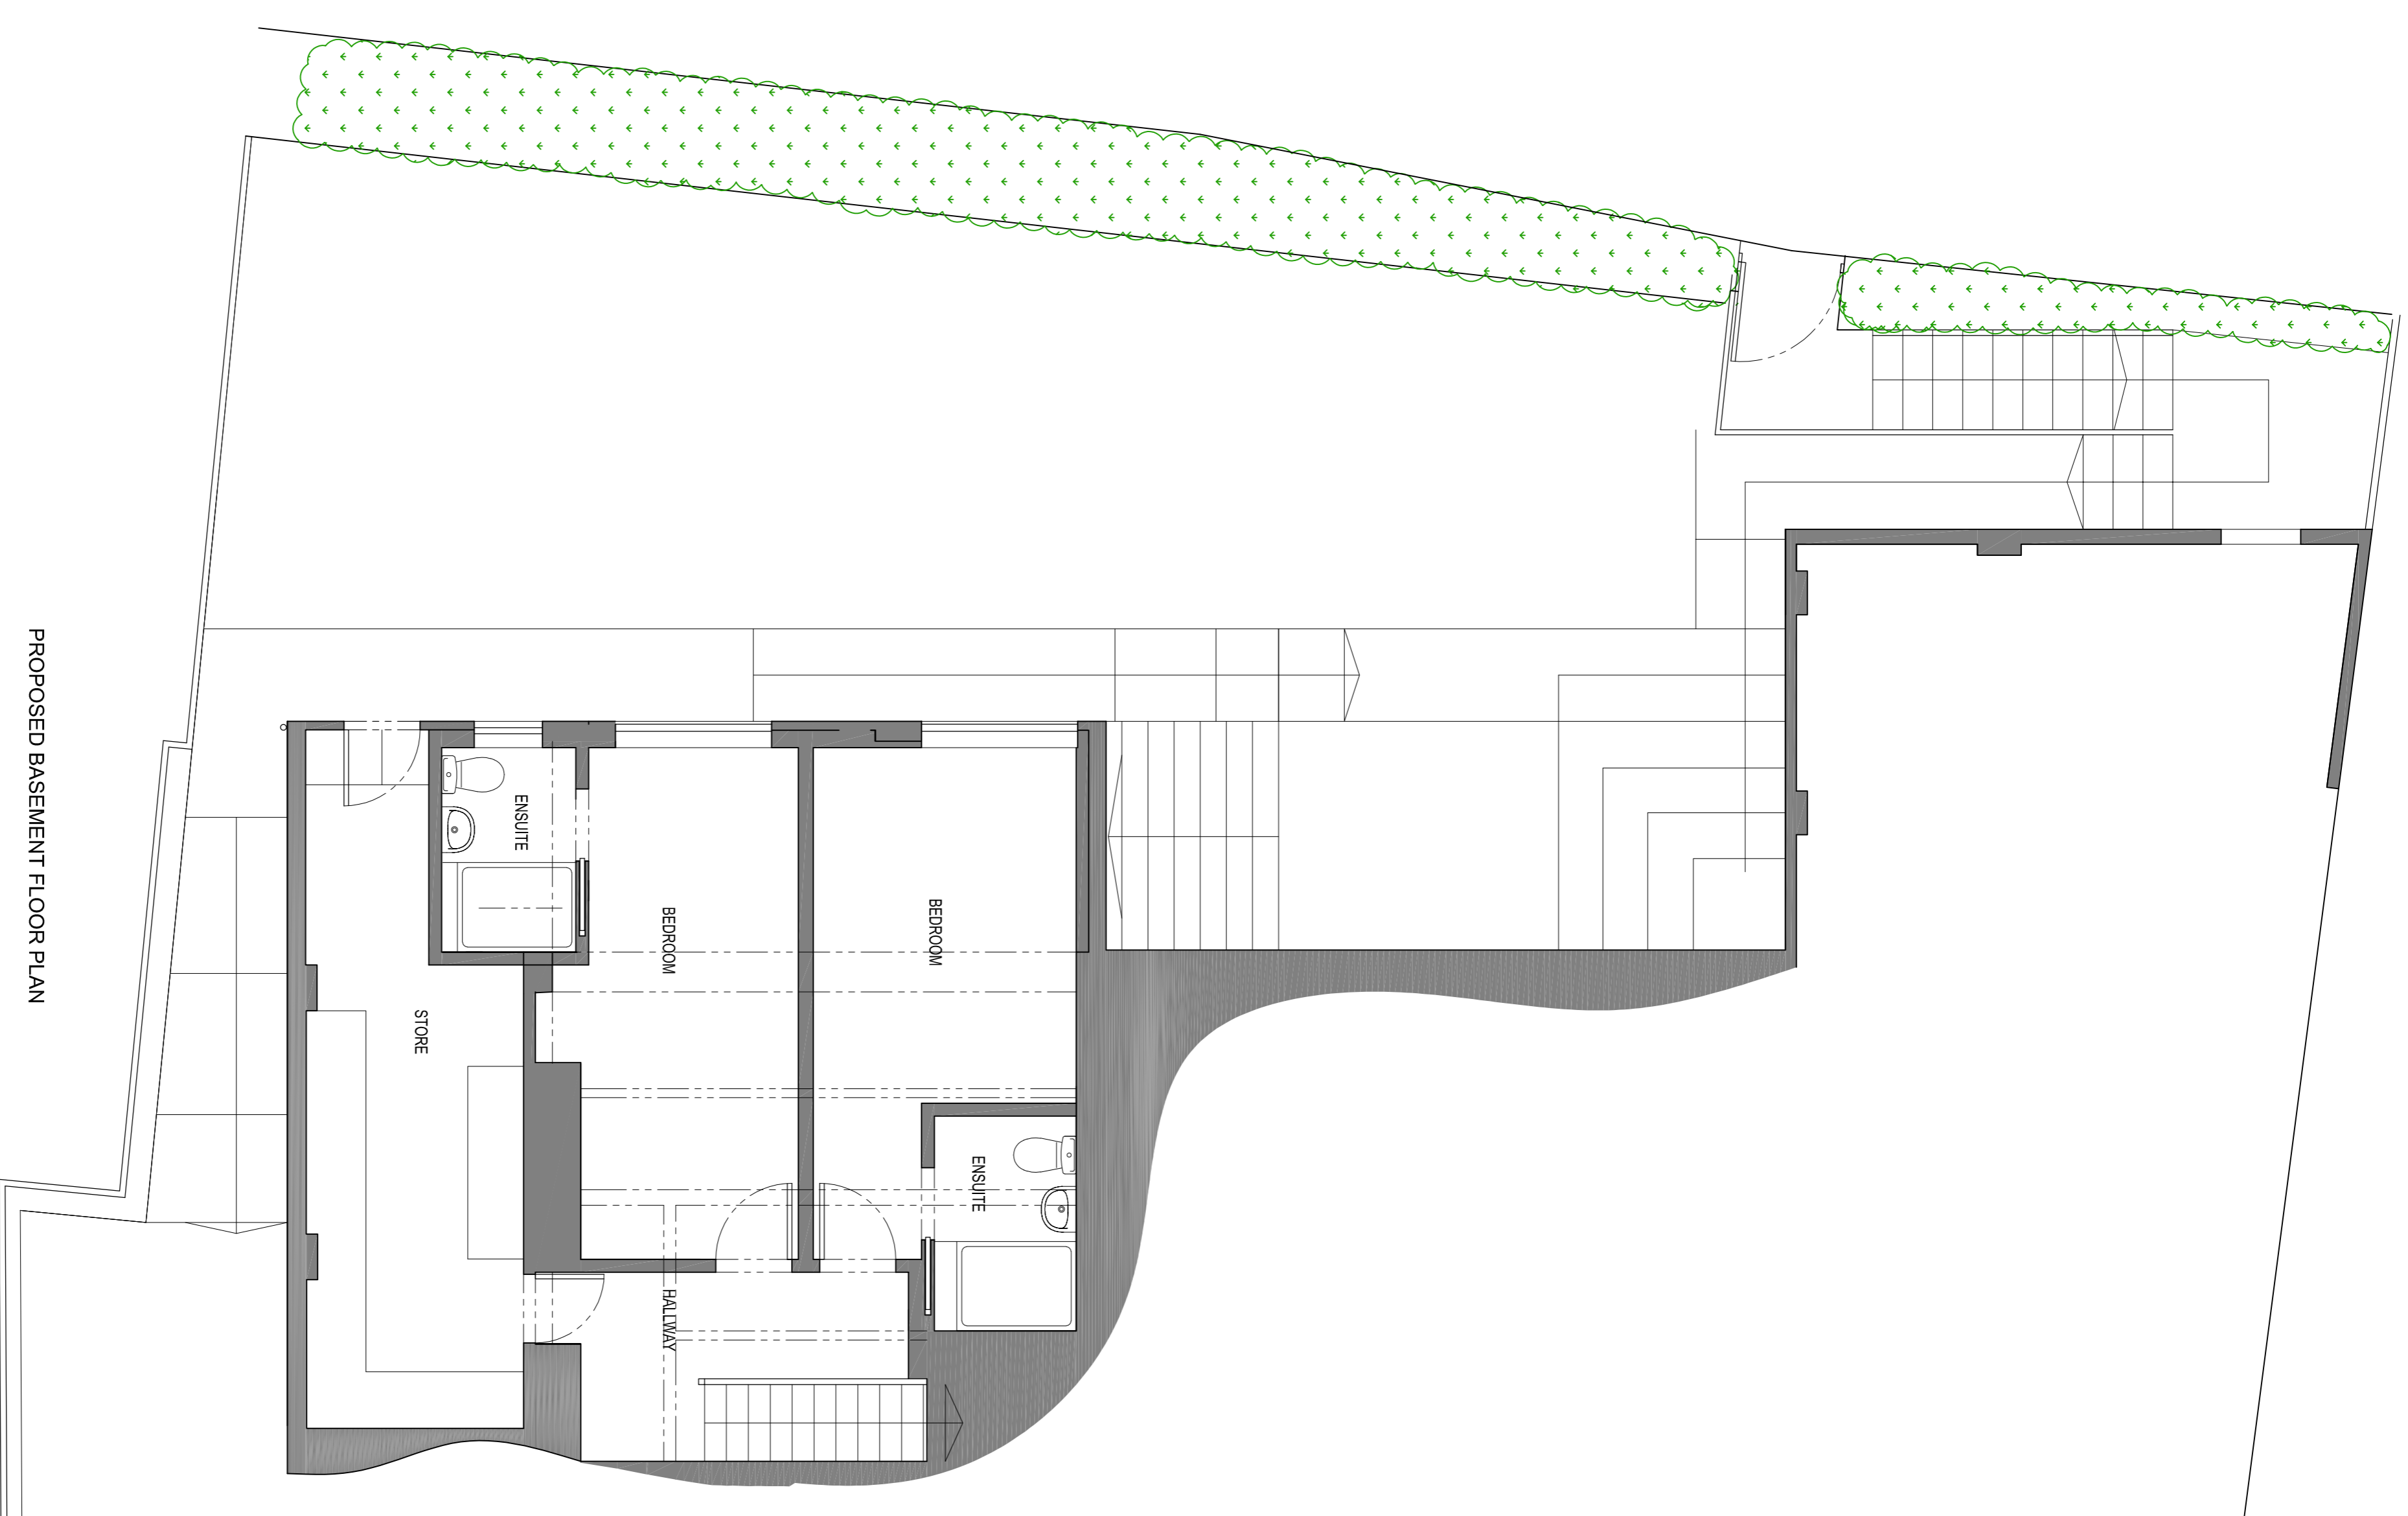 ENSUITE
BEDROOM
BEDROOM
STORE
ENSUITE
HALLWAY
PROPOSED BASEMENT FLOOR PLAN